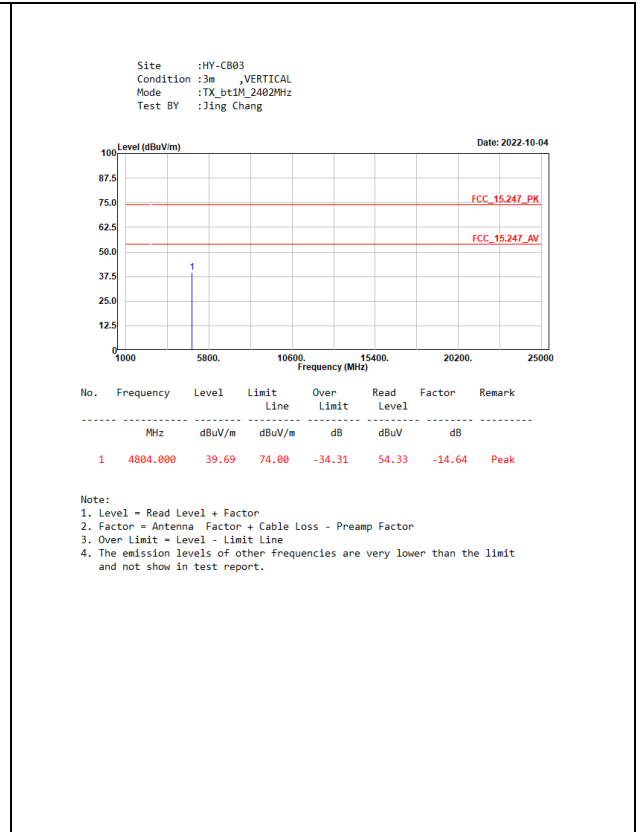 Site      :HY-CB03
Condition :3m    ,VERTICAL
Mode      :TX_bt1M_2402MHz
Test BY   :Jing Chang
Level (dBuV/m)
Date: 2022-10-04
100
87.5
75.0
FCC_15.247_PK
62.5
FCC_15.247_AV
50.0
1
37.5
25.0
12.5
0
1000 5800. 10600. 15400. 20200. 25000
Frequency (MHz)
No. Frequency Level Limit Over Read Factor Remark
Line Limit Level
------ ----------- -------- --------- -------- --------- -------- ---------
MHz dBuV/m dBuV/m dB dBuV dB
1 4804.000 39.69 74.00 -34.31 54.33 -14.64 Peak
Note:
1. Level = Read Level + Factor
2. Factor = Antenna  Factor + Cable Loss - Preamp Factor
3. Over Limit = Level - Limit Line
4. The emission levels of other frequencies are very lower than the limit
and not show in test report.